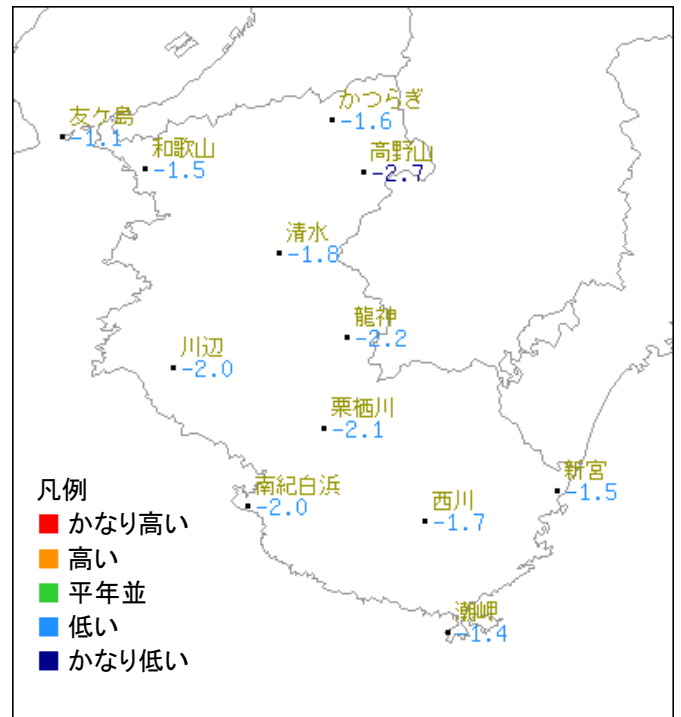 かつらぎ
-1.6
友ケ島
-1.1
和歌山
-1.5
高野山
-2.7
清水
-1.8
龍神
-2.2
川辺
-2.0
栗栖川
-2.1
新宮
-1.5
南紀白浜
-2.0
西川
-1.7
潮岬
-1.4
凡例
かなり高い
高い
平年並
低い
かなり低い